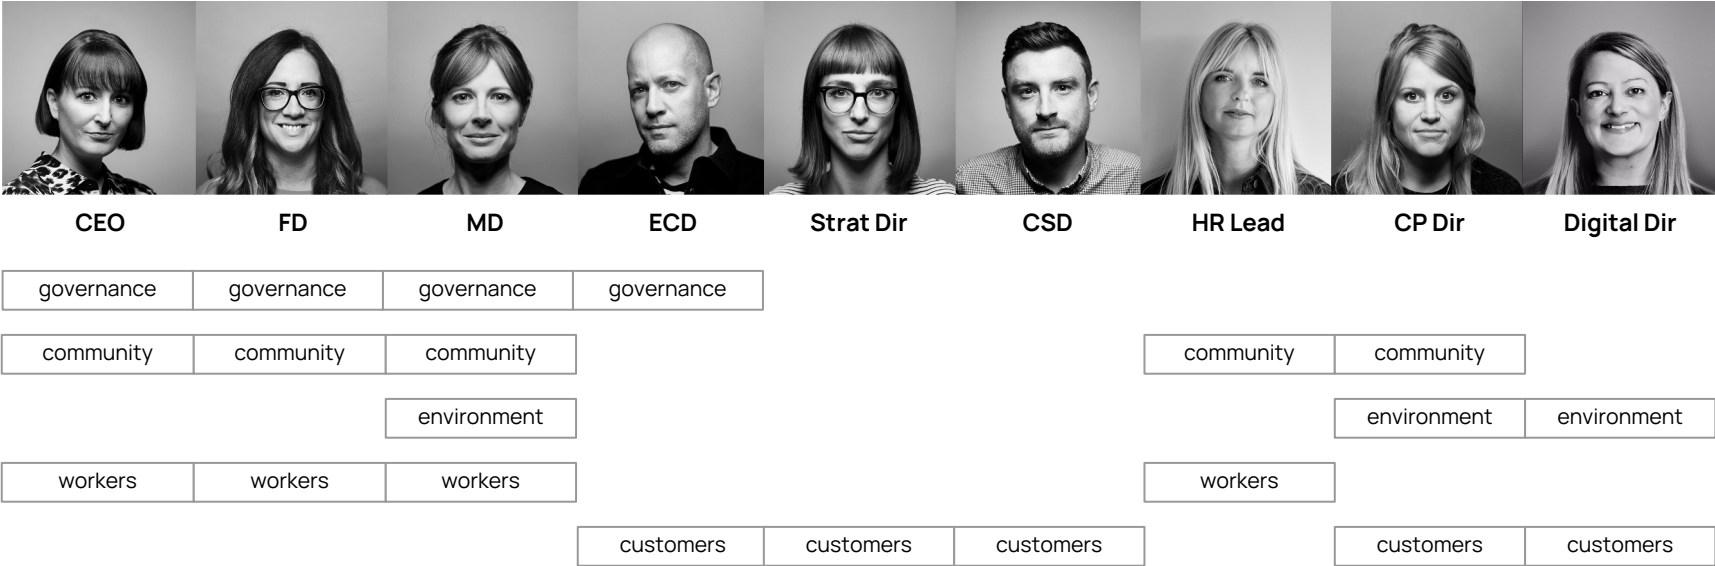 CEO FD MD ECD Strat Dir CSD HR Lead CP Dir Digital Dir
governance governance governance governance
community community community community community
environment environment environment
workers workers workers workers
customers customers customers customers customers